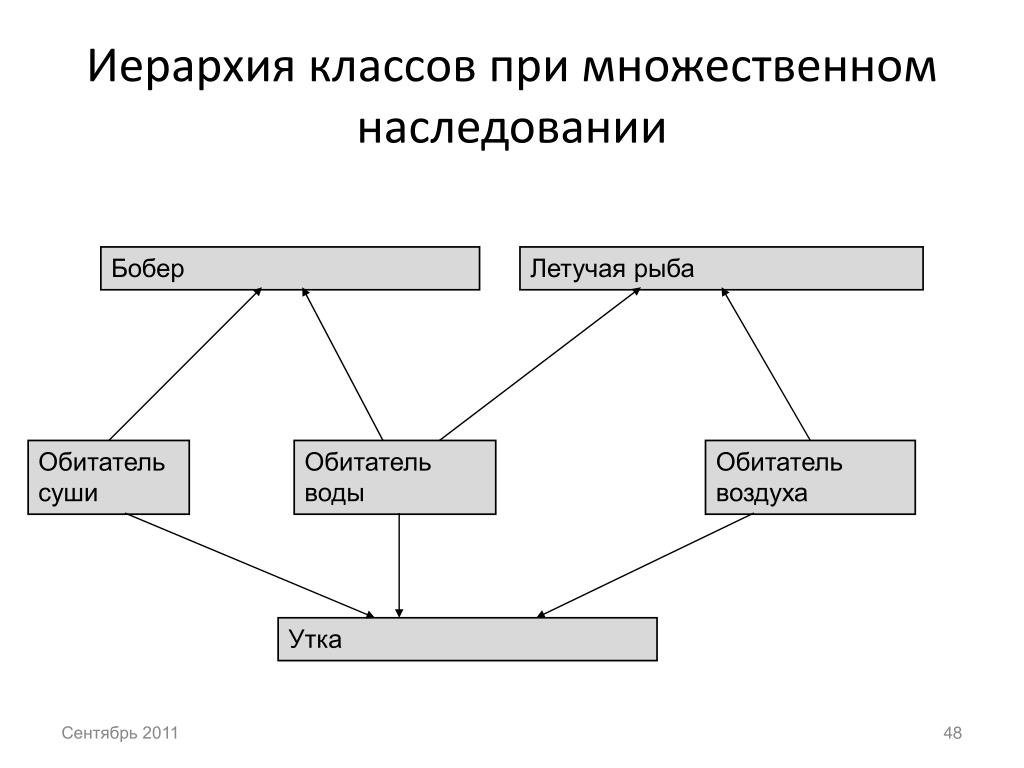 Иерархия классов при множественном
наследовании
Бобер
Летучая рыба
Обитатель
суши
Обитатель
воды
Обитатель
воздуха
Утка
Сентябрь 2011
48